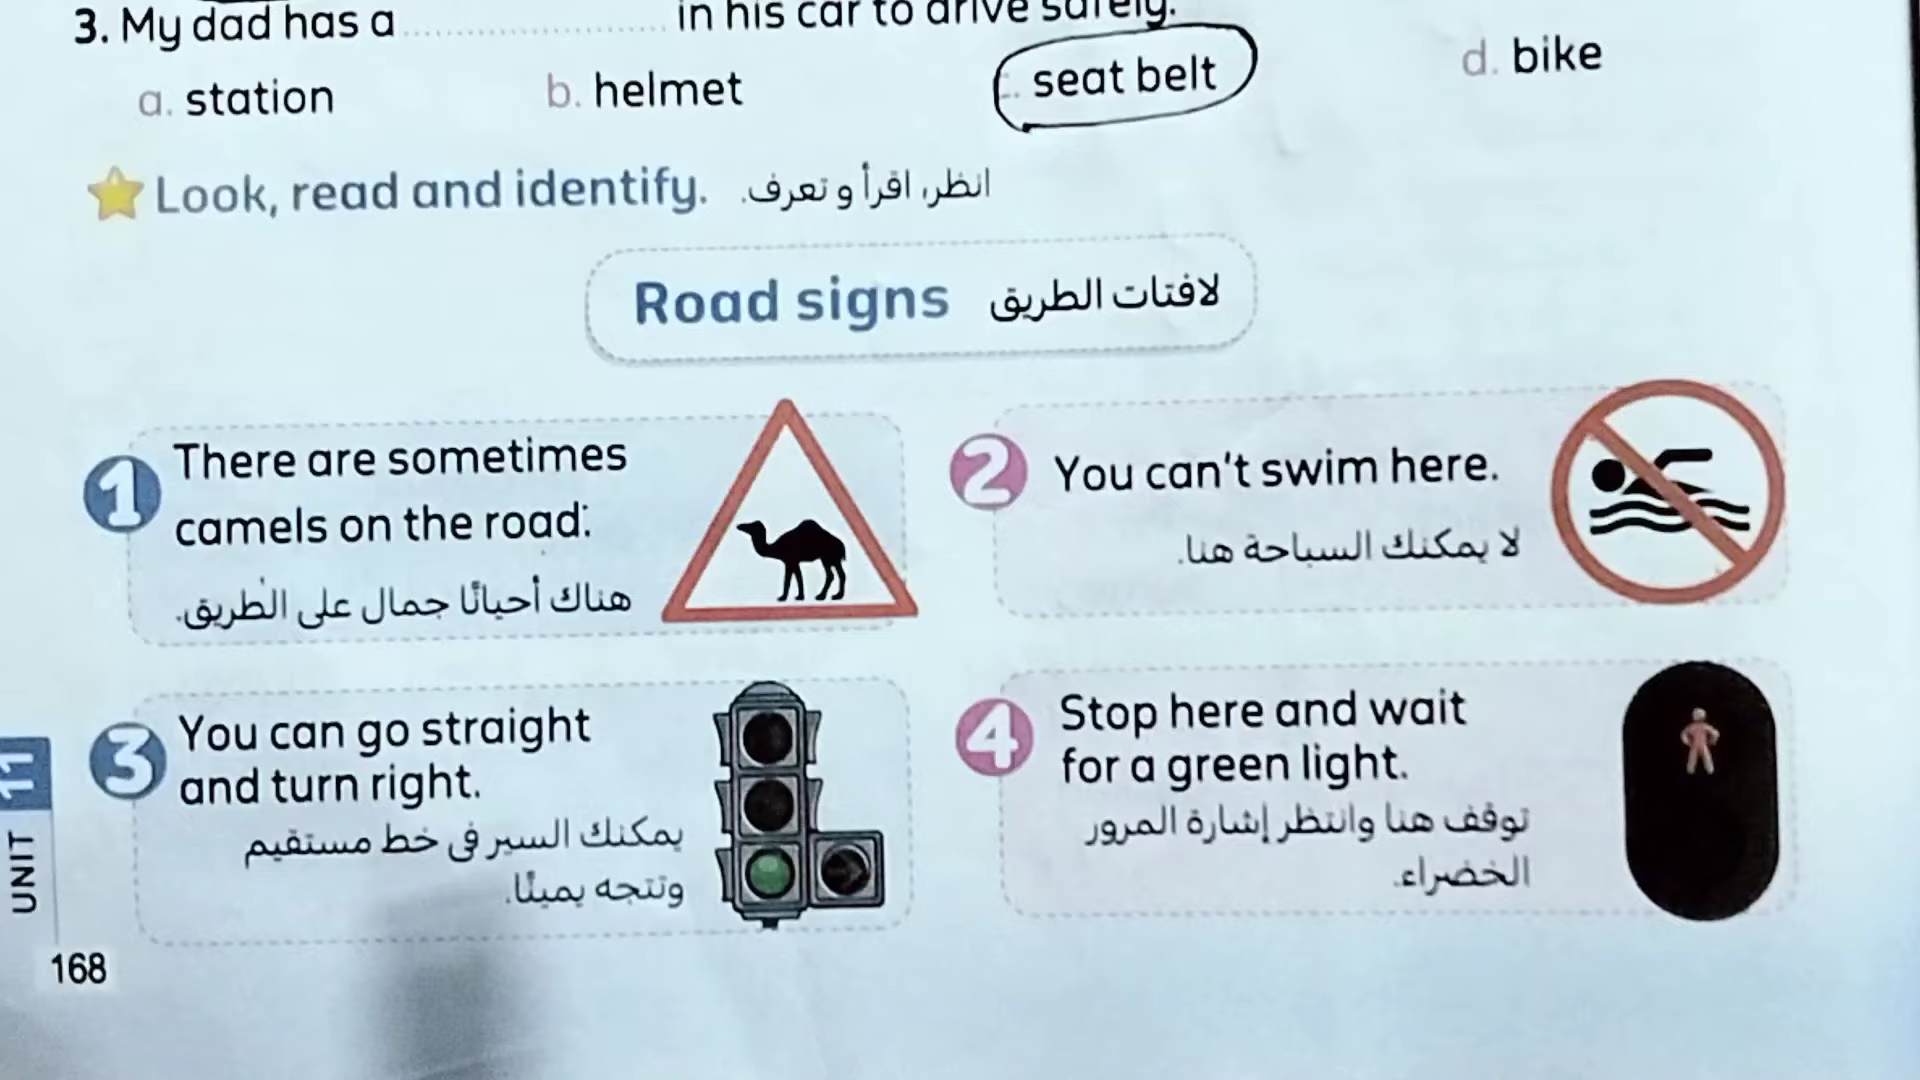 3. My dad has a .................... in his car to drive safely.
a. station b. helmet c. seat belt d. bike
Look, read and identify. انظر، اقرأ و تعرف.
Road signs لافتات الطريق
1 There are sometimes
camels on the road.
هناك أحيانًا جمال على الطريق.
2 You can't swim here.
لا يمكنك السباحة هنا.
3 You can go straight
and turn right.
يمكنك السير في خط مستقيم
وتتجه يمينًا.
4 Stop here and wait
for a green light.
توقف هنا وانتظر إشارة المرور
الخضراء.
UNIT 11
168